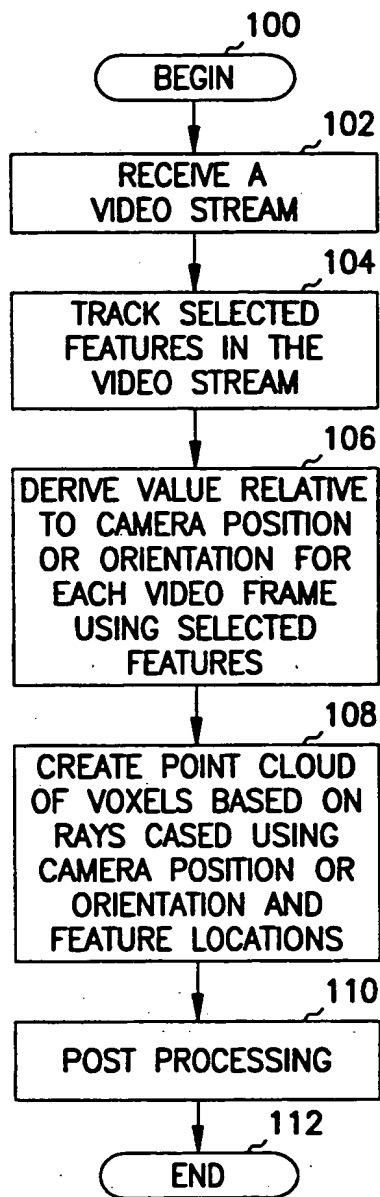 100
BEGIN
102
RECEIVE A
VIDEO STREAM
104
TRACK SELECTED
FEATURES IN THE
VIDEO STREAM
106
DERIVE VALUE RELATIVE
TO CAMERA POSITION
OR ORIENTATION FOR
EACH VIDEO FRAME
USING SELECTED
FEATURES
108
CREATE POINT CLOUD
OF VOXELS BASED ON
RAYS CASED USING
CAMERA POSITION OR
ORIENTATION AND
FEATURE LOCATIONS
110
POST PROCESSING
112
END